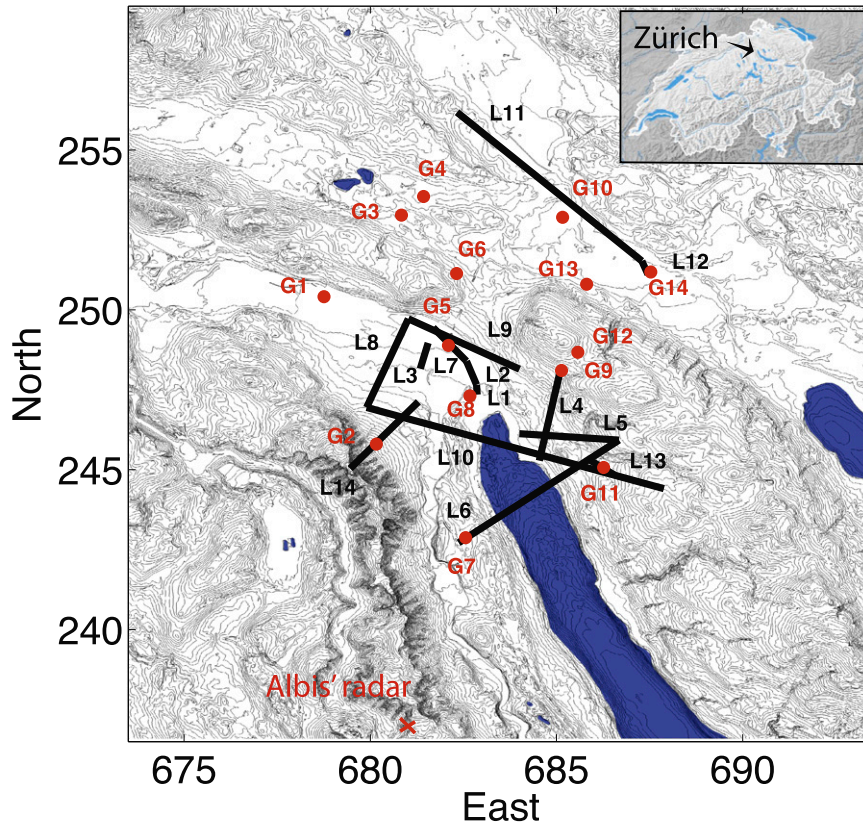 Zürich
L11
255
G4
G10
G3
G6
G13
L12
G1
G14
250
G5
L9
G12
L8
L7
L2
G9
L3
L1
L4
G8
L5
G2
L10
L13
245
L14
G11
L6
G7
240
North
Albis' radar
675
680
685
690
East